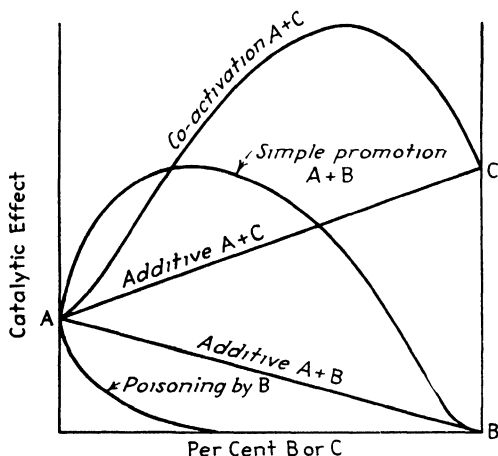 Co-activation A+C
Simple promotion
A+B
C
Additive A+C
Catalytic Effect
A
Additive A+B
Poisoning by B
B
Per Cent B or C